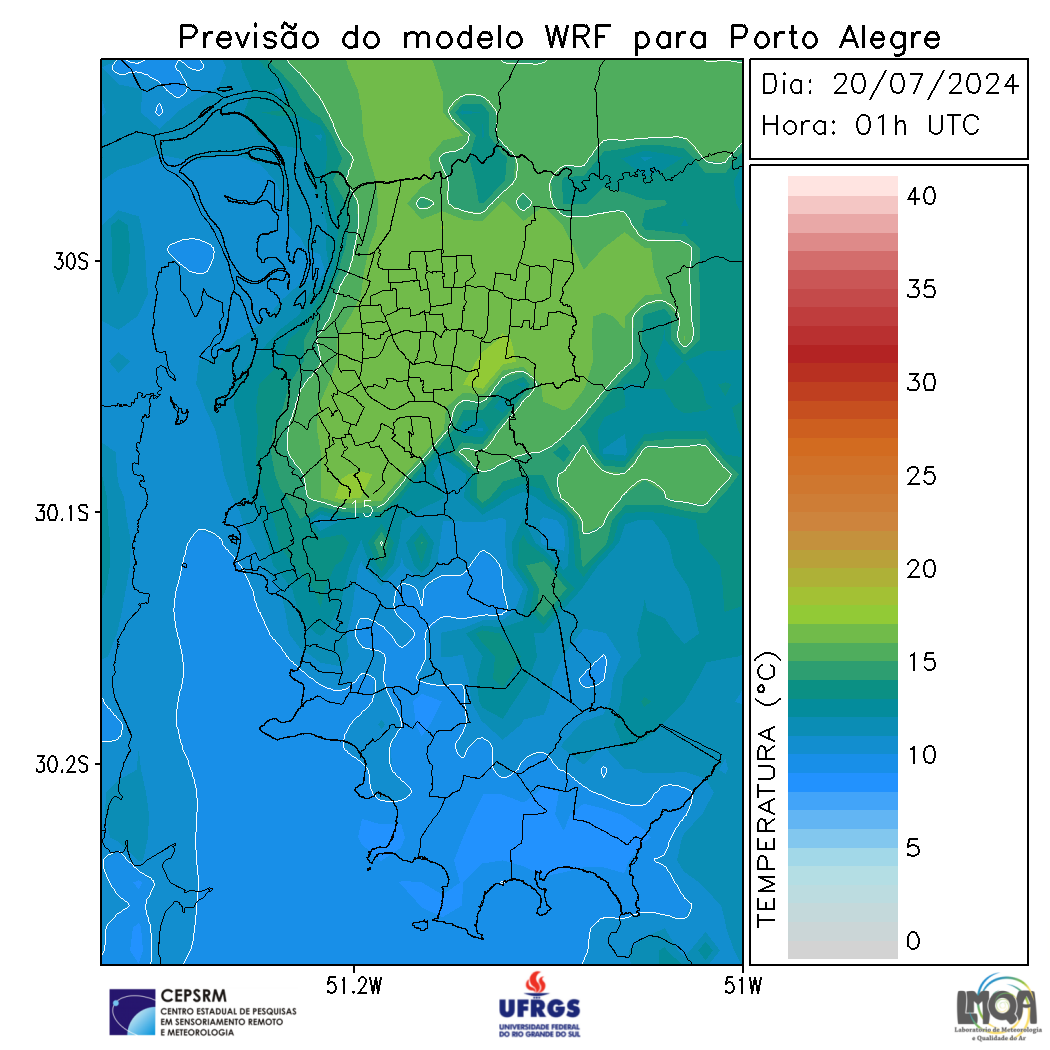 Previsão do modelo WRF para Porto Alegre
Dia: 20/07/2024
Hora: 01h UTC
40
35
30
25
20
15
10
5
0
TEMPERATURA (°C)
30S
30.1S
30.2S
15
51.2W
51W
CEPSRM
CENTRO ESTADUAL DE PESQUISAS
EM SENSORIAMENTO REMOTO
E METEOROLOGIA
UFRGS
UNIVERSIDADE FEDERAL
DO RIO GRANDE DO SUL
LMQA
Laboratório de Meteorologia
e Qualidade do Ar